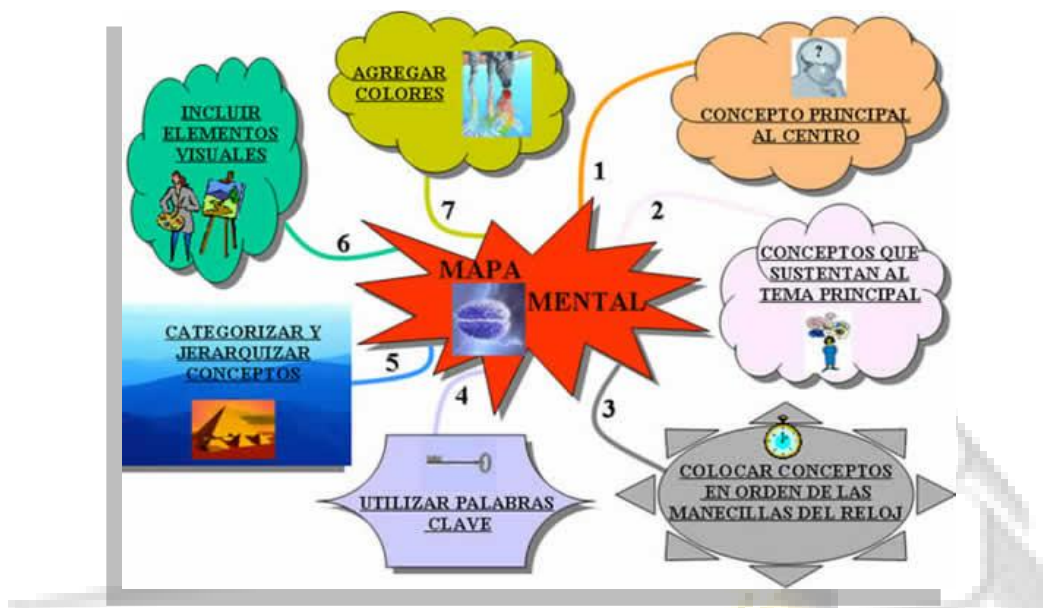 MAPA
MENTAL
1
?
CONCEPTO PRINCIPAL
AL CENTRO
2
CONCEPTOS QUE
SUSTENTAN AL
TEMA PRINCIPAL
3
COLOCAR CONCEPTOS
EN ORDEN DE LAS
MANECILLAS DEL RELOJ
4
UTILIZAR PALABRAS
CLAVE
5
CATEGORIZAR Y
JERARQUIZAR
CONCEPTOS
6
INCLUIR
ELEMENTOS
VISUALES
7
AGREGAR
COLORES